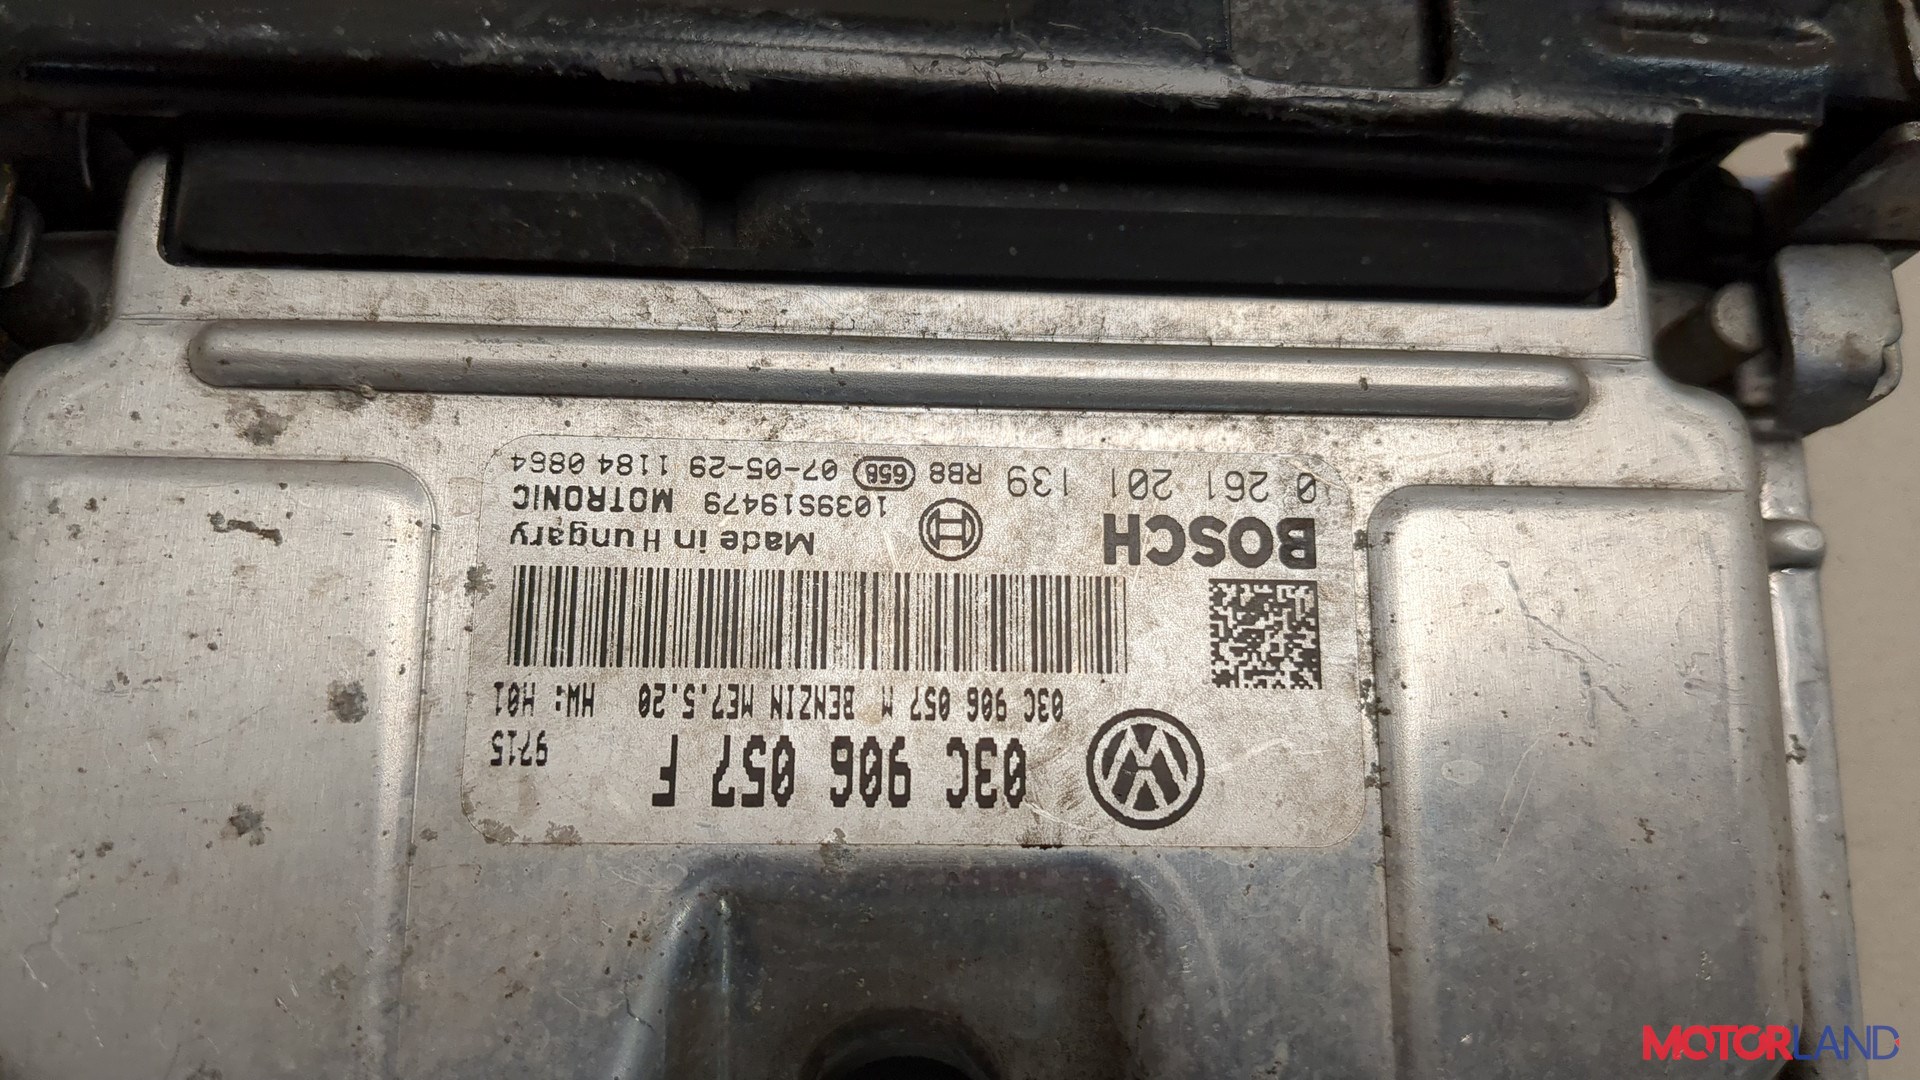 03C 906 057 F
9715
03C 906 057 M BENZIN ME7.5.20 HW: H01
BOSCH
Made in Hungary
0 261 201 139
1039S19479 MOTRONIC
RB8 658 07-05-29 1184 0864
MOTORLAND